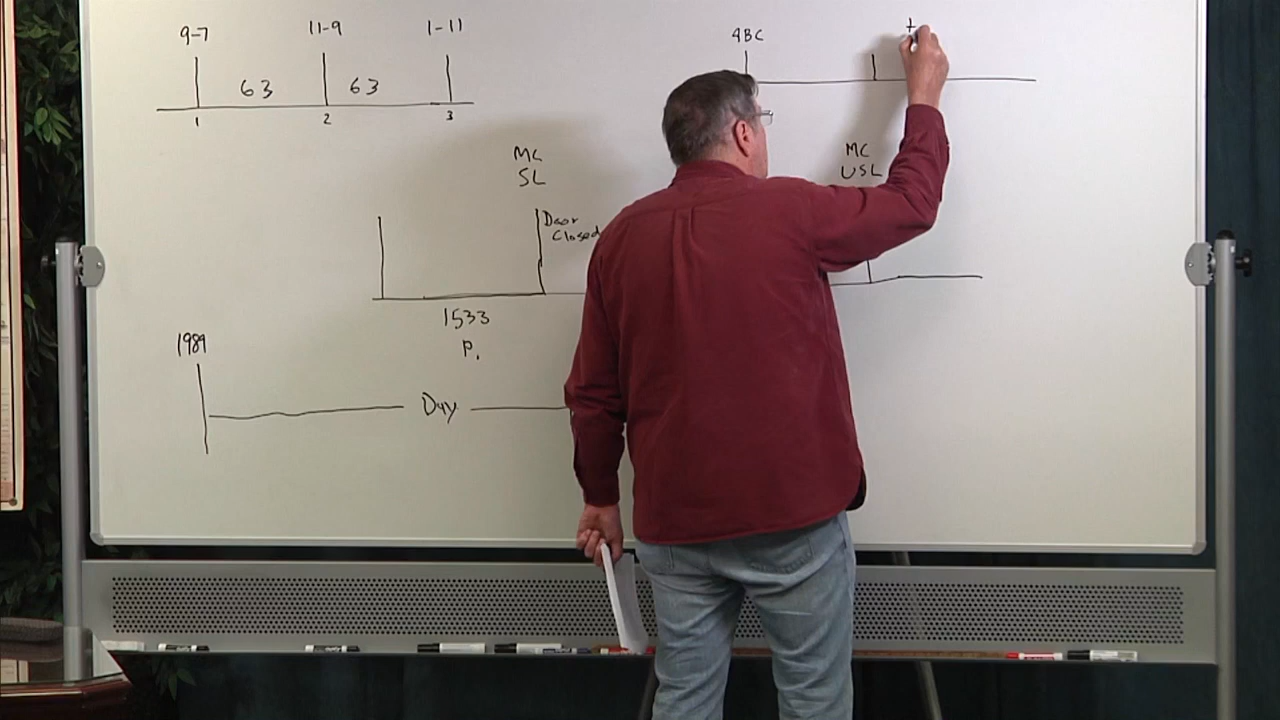 9-7 11-9 1-11
63 63
1 2 3
4BC
MC
SL
Door
Closed
MC
USL
1533
P.
1989
Day